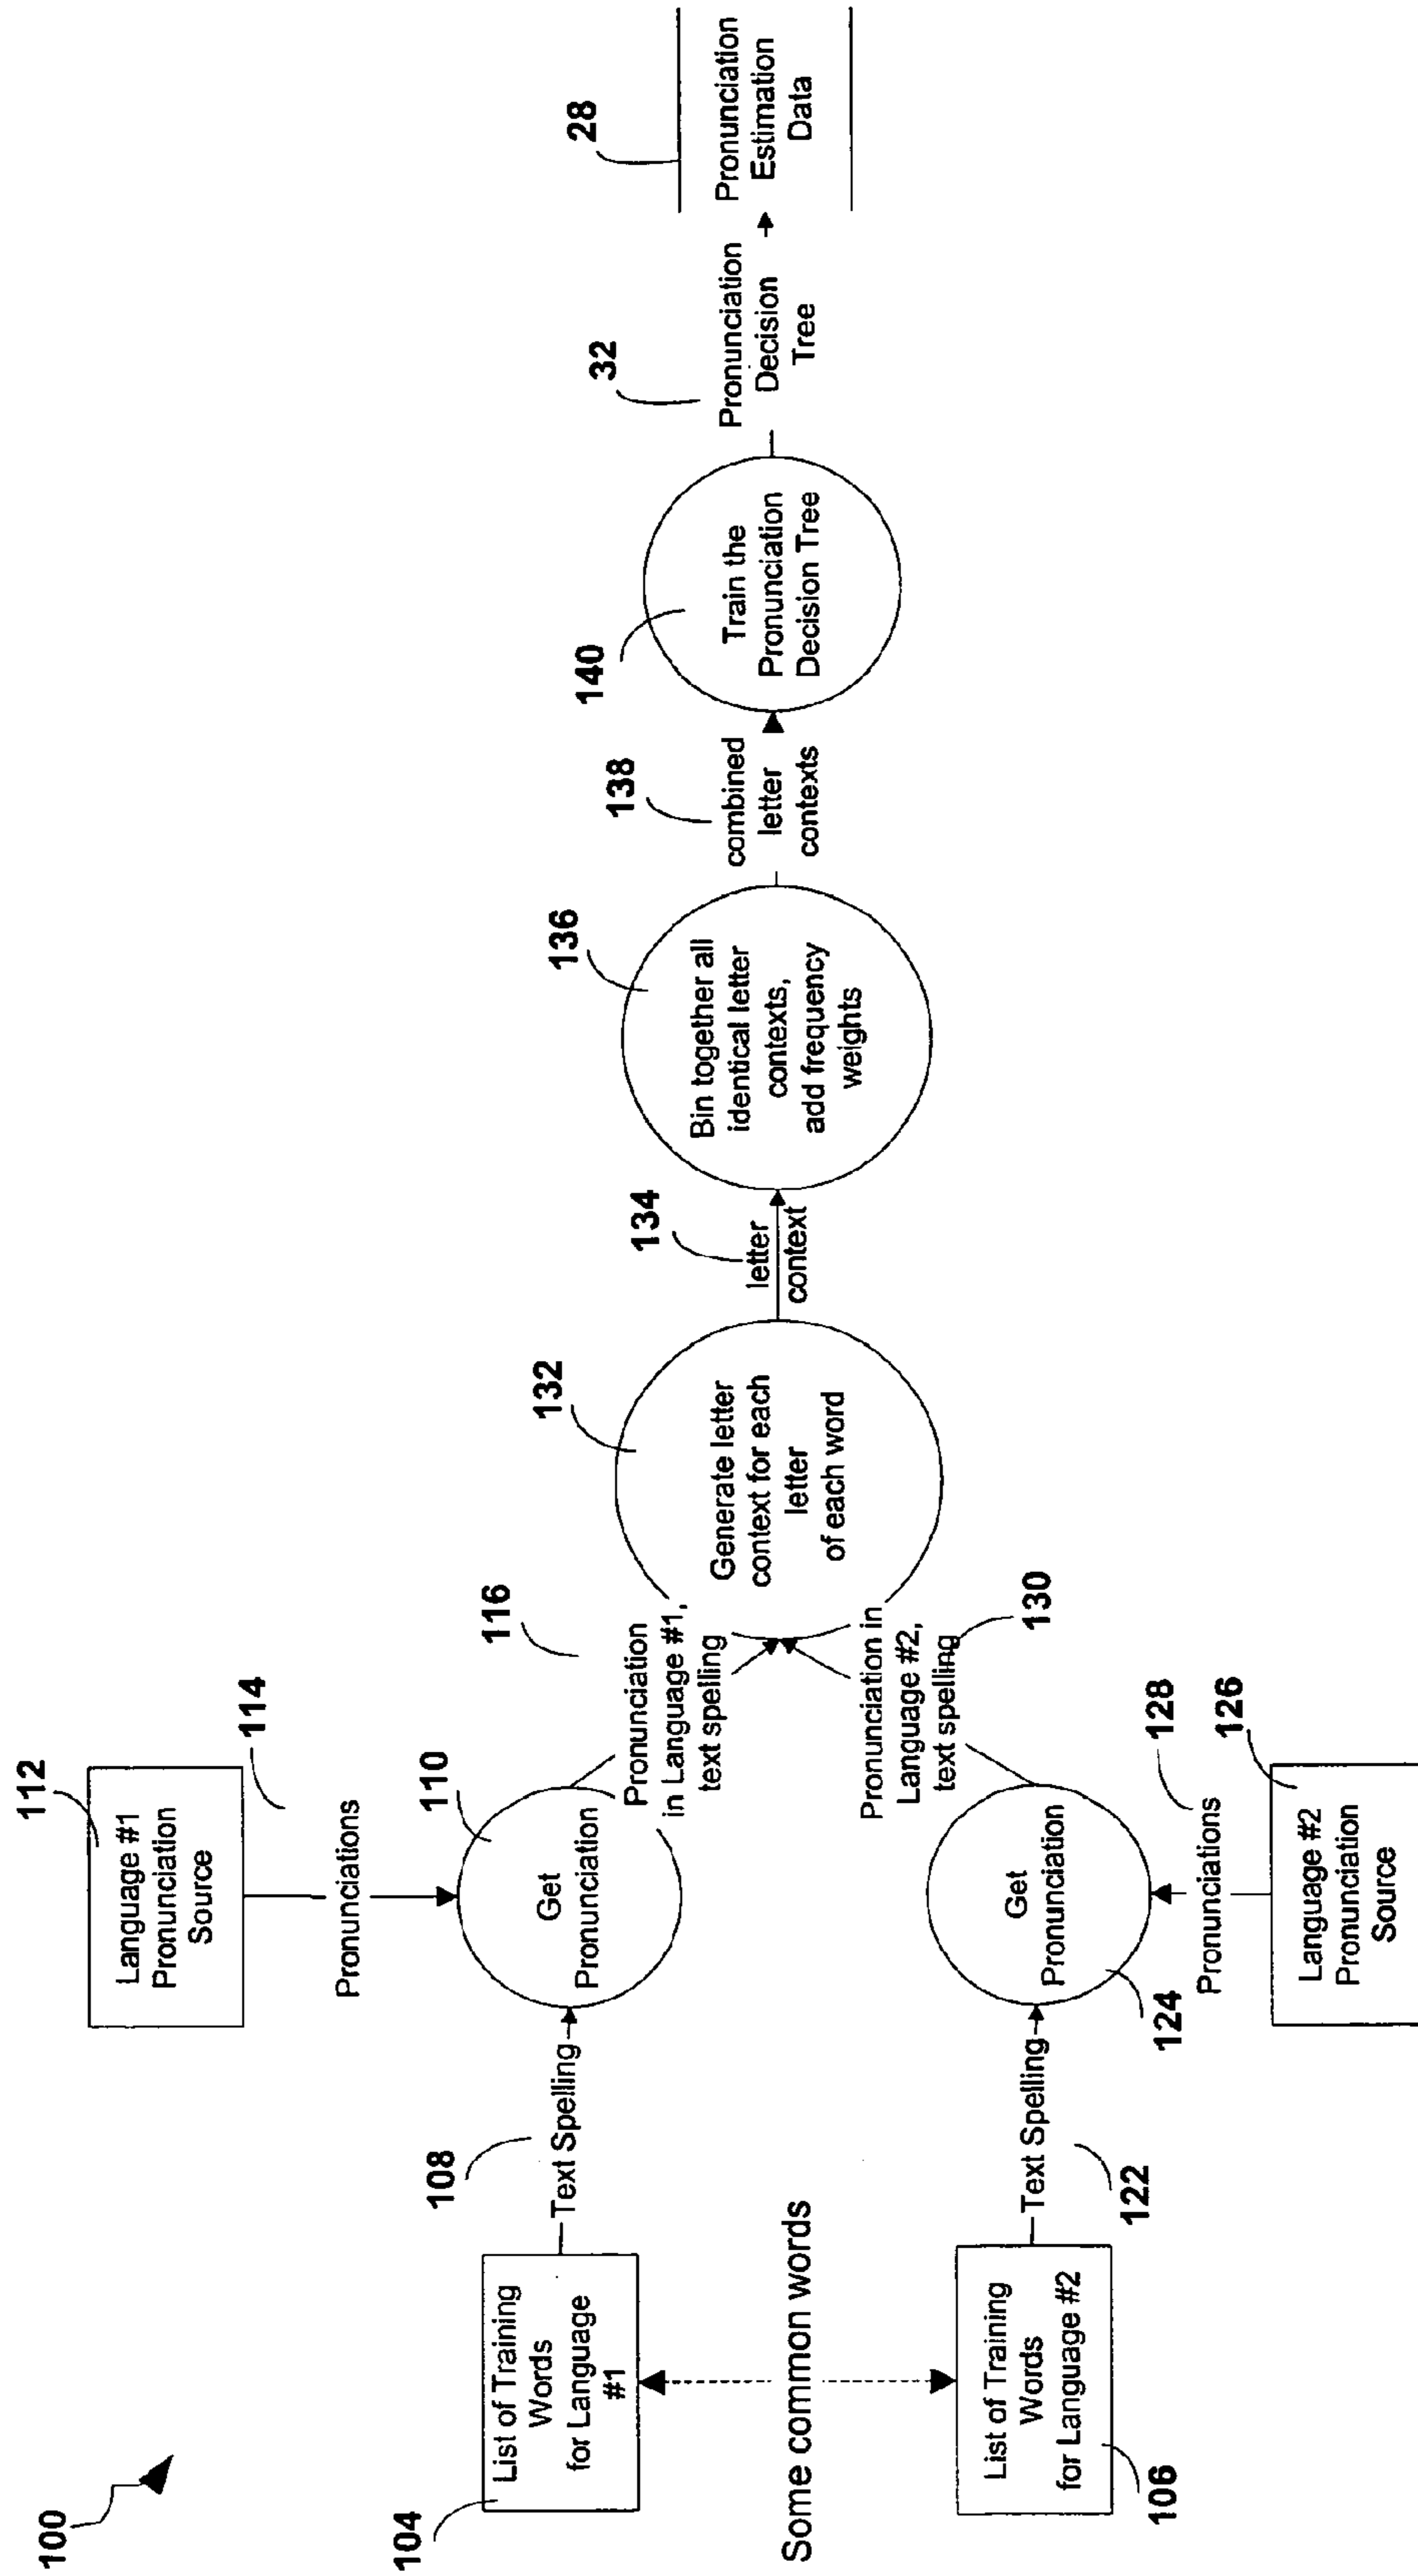 100
104
List of Training
Words
for Language
#1
Some common words
List of Training
Words
for Language #2
106
108
Text Spelling
Text Spelling
122
112
Language #1
Pronunciation
Source
114
Pronunciations
110
Get
Pronunciation
Get
Pronunciation
124
Pronunciations
128
126
Language #2
Pronunciation
Source
116
Pronunciation
in Language #1,
text spelling
Pronunciation in
Language #2,
text spelling
130
132
Generate letter
context for each
letter
of each word
134
letter
context
136
Bin together all
identical letter
contexts,
add frequency
weights
138
combined
letter
contexts
140
Train the
Pronunciation
Decision Tree
32
Pronunciation
Decision
Tree
28
Pronunciation
Estimation
Data